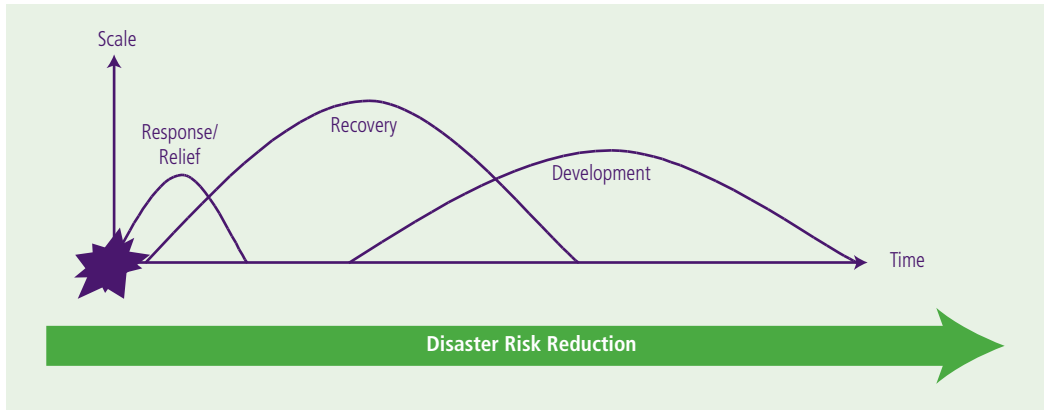 Scale
Response/
Relief
Recovery
Development
Time
Disaster Risk Reduction